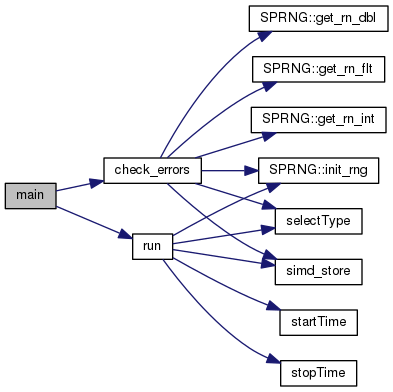 SPRNG::get_rn_dbl
SPRNG::get_rn_flt
SPRNG::get_rn_int
check_errors
SPRNG::init_rng
main
selectType
run
simd_store
startTime
stopTime